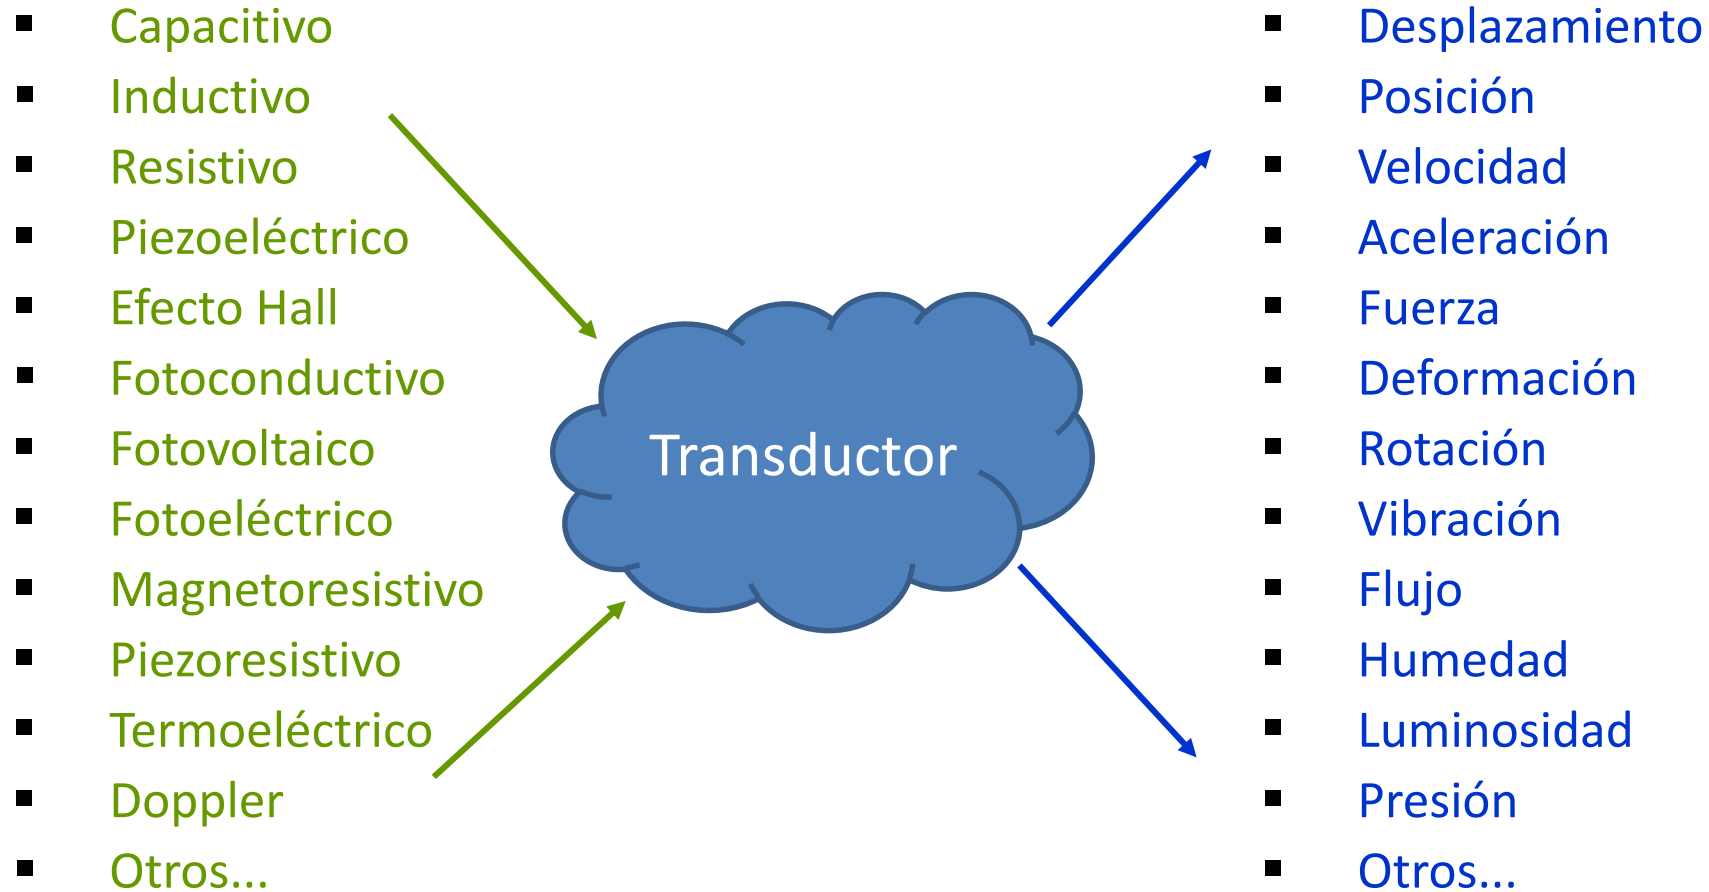 Capacitivo
Inductivo
Resistivo
Piezoeléctrico
Efecto Hall
Fotoconductivo
Fotovoltaico
Fotoeléctrico
Magnetoresistivo
Piezoresistivo
Termoeléctrico
Doppler
Otros...
Transductor
Desplazamiento
Posición
Velocidad
Aceleración
Fuerza
Deformación
Rotación
Vibración
Flujo
Humedad
Luminosidad
Presión
Otros...